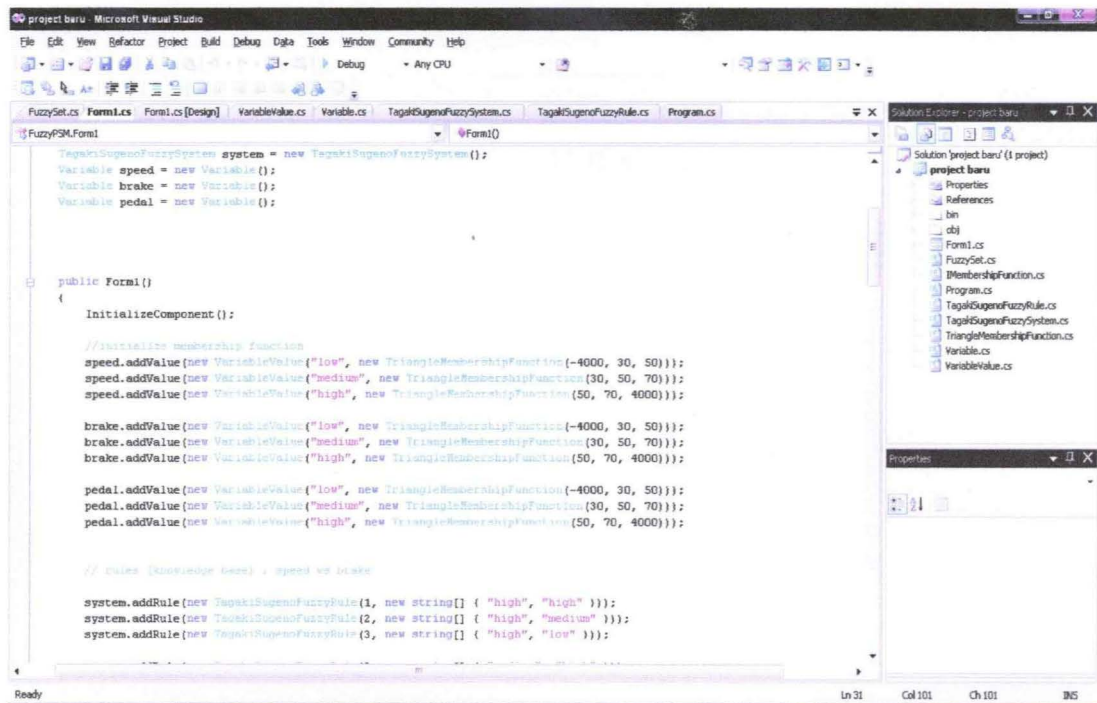 project baru - Microsoft Visual Studio
File Edit View Refactor Project Build Debug Data Tools Window Community Help
Debug Any CPU
FuzzySet.cs Form1.cs Form1.cs [Design] VariableValue.cs Variable.cs TagakiSugenoFuzzySystem.cs TagakiSugenoFuzzyRule.cs Program.cs
FuzzyPSM.Form1 Form1()
TagakiSugenoFuzzySystem system = new TagakiSugenoFuzzySystem();
Variable speed = new Variable();
Variable brake = new Variable();
Variable pedal = new Variable();
public Form1()
{
InitializeComponent();
//initialize membership function
speed.addValue(new VariableValue("low", new TriangleMembershipFunction(-4000, 30, 50)));
speed.addValue(new VariableValue("medium", new TriangleMembershipFunction(30, 50, 70)));
speed.addValue(new VariableValue("high", new TriangleMembershipFunction(50, 70, 4000)));
brake.addValue(new VariableValue("low", new TriangleMembershipFunction(-4000, 30, 50)));
brake.addValue(new VariableValue("medium", new TriangleMembershipFunction(30, 50, 70)));
brake.addValue(new VariableValue("high", new TriangleMembershipFunction(50, 70, 4000)));
pedal.addValue(new VariableValue("low", new TriangleMembershipFunction(-4000, 30, 50)));
pedal.addValue(new VariableValue("medium", new TriangleMembershipFunction(30, 50, 70)));
pedal.addValue(new VariableValue("high", new TriangleMembershipFunction(50, 70, 4000)));
// rules (knowledge base) : speed vs brake
system.addRule(new TagakiSugenoFuzzyRule(1, new string[] { "high", "high" }));
system.addRule(new TagakiSugenoFuzzyRule(2, new string[] { "high", "medium" }));
system.addRule(new TagakiSugenoFuzzyRule(3, new string[] { "high", "low" }));
Solution Explorer - project baru
Solution 'project baru' (1 project)
project baru
Properties
References
bin
obj
Form1.cs
FuzzySet.cs
IMembershipFunction.cs
Program.cs
TagakiSugenoFuzzyRule.cs
TagakiSugenoFuzzySystem.cs
TriangleMembershipFunction.cs
Variable.cs
VariableValue.cs
Properties
Ready Ln 31 Col 101 Ch 101 INS